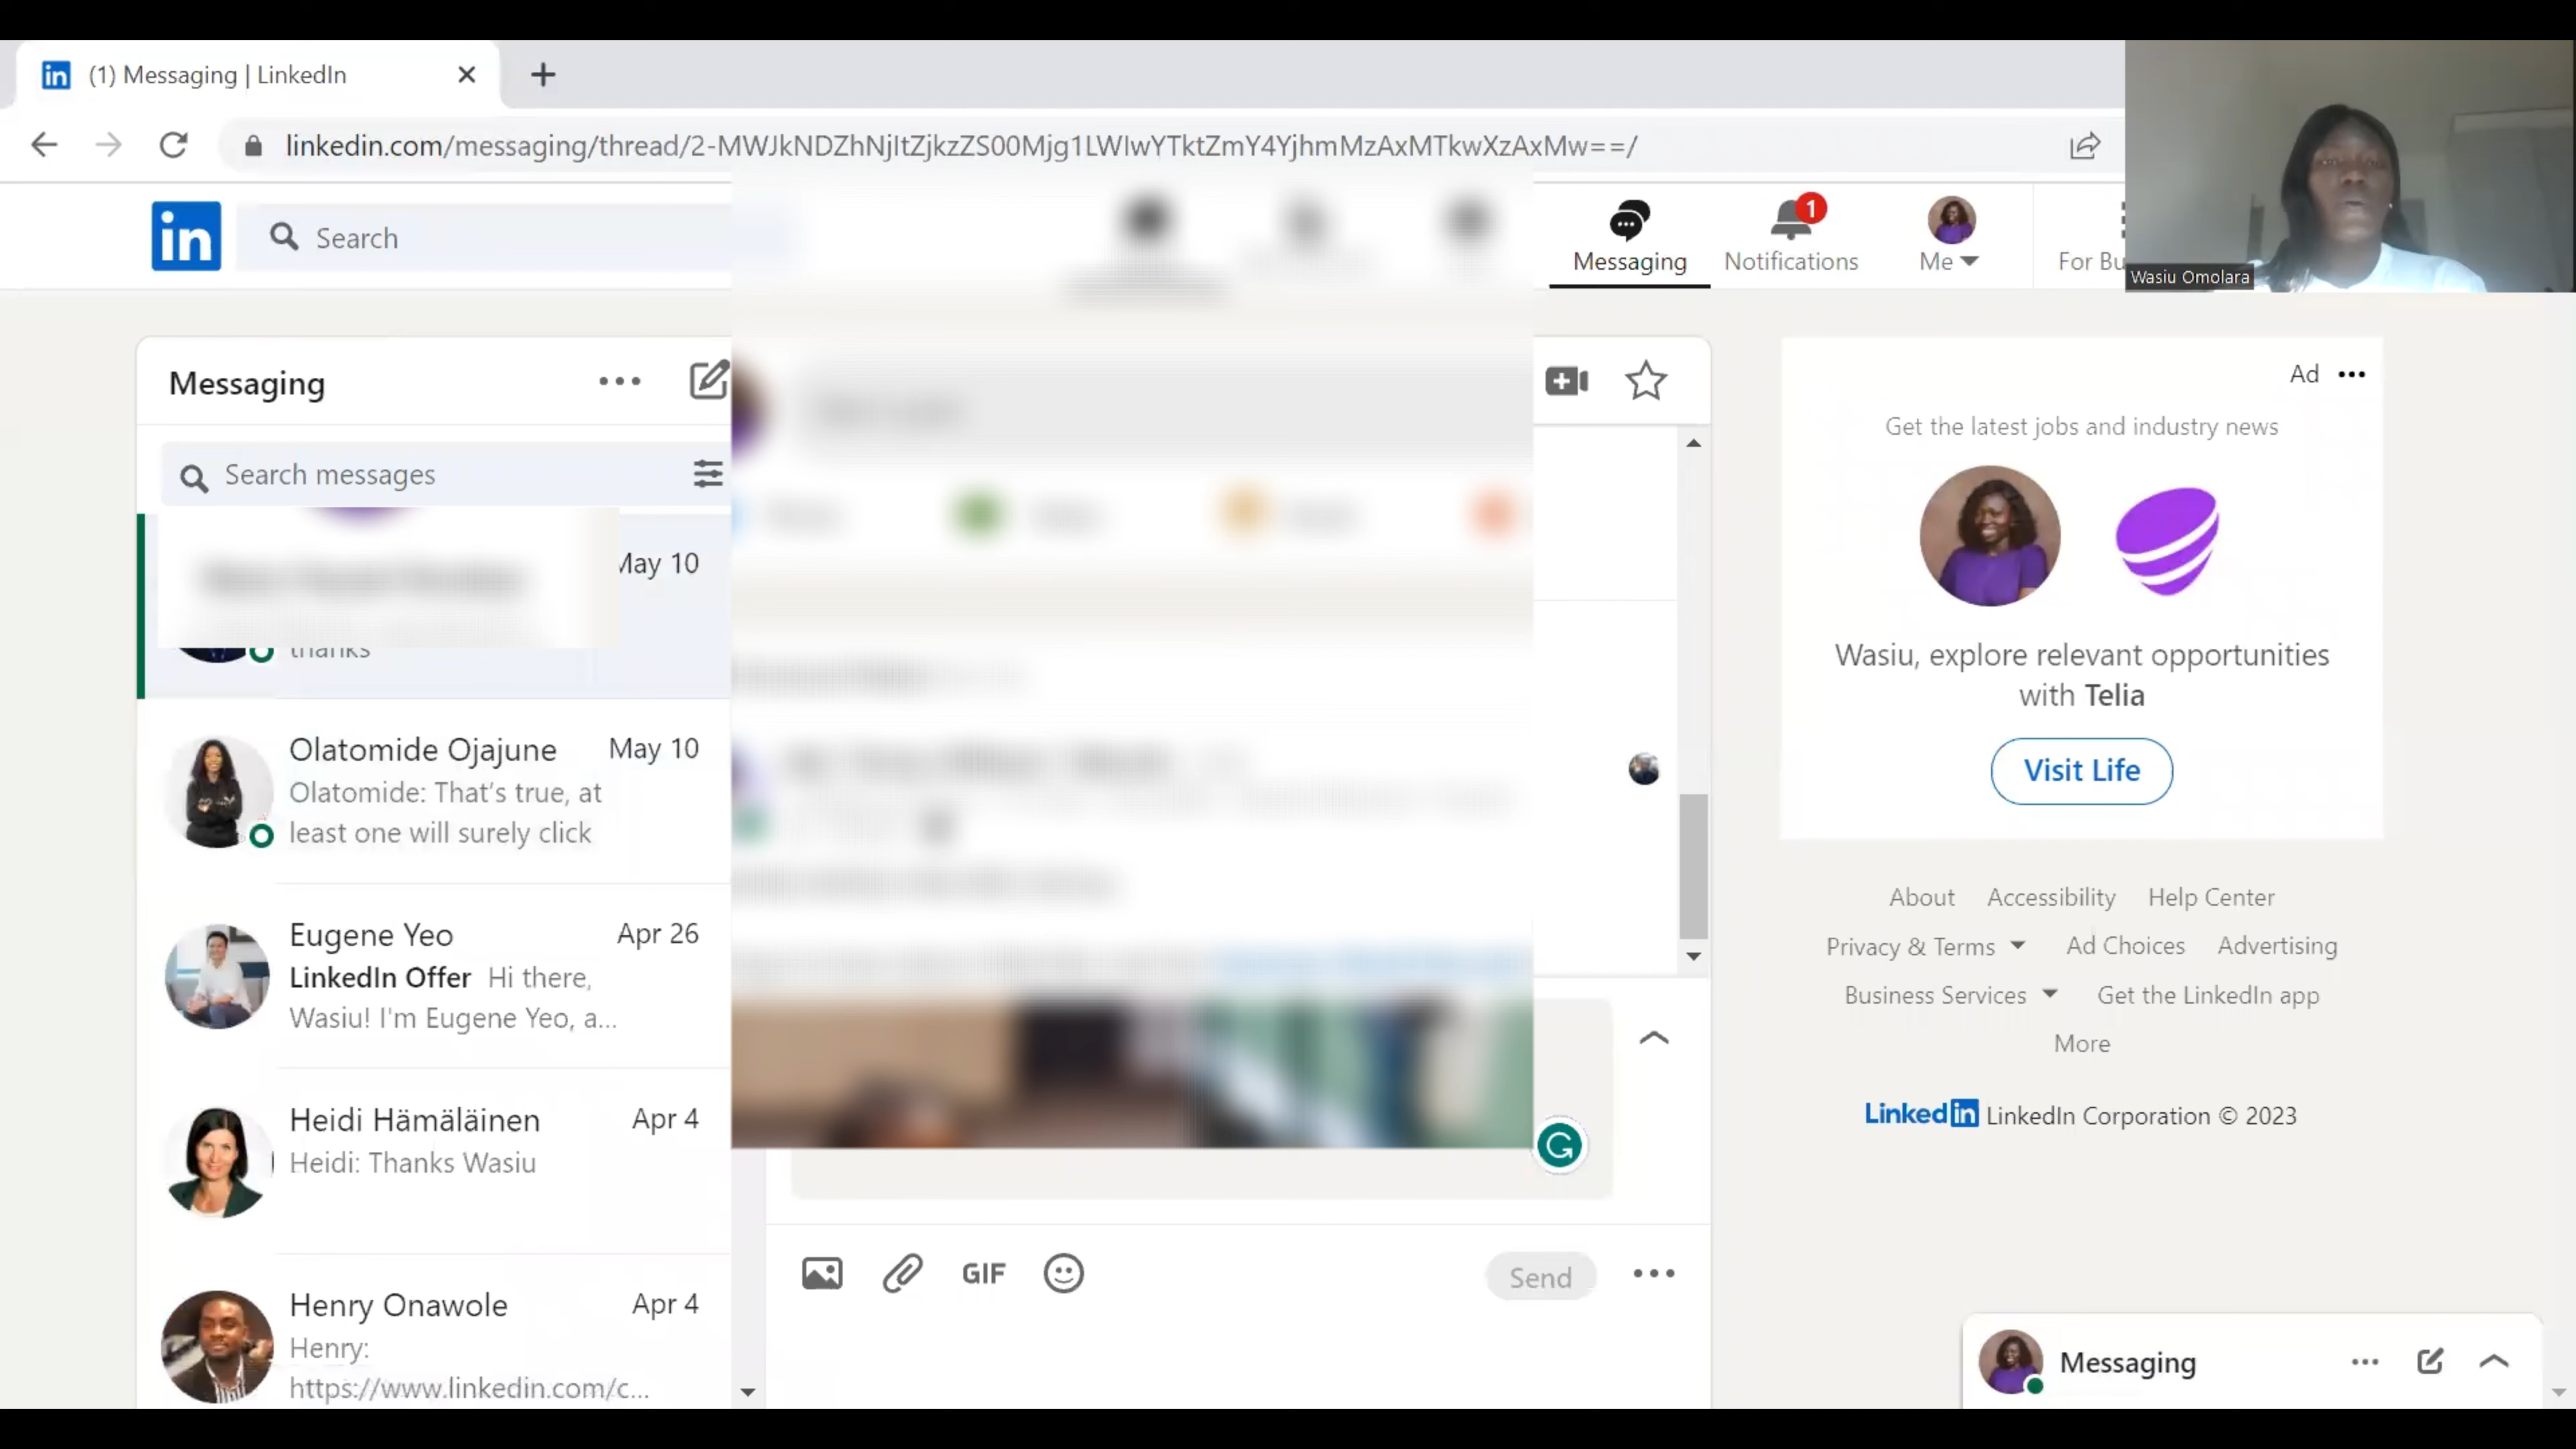 (1) Messaging | LinkedIn
linkedin.com/messaging/thread/2-MWJkNDZhNjItZjkzZS00Mjg1LWIwYTktZmY4YjhmMzAxMTkwXzAxMw==/
in
Search
Messaging
1
Notifications
Me
For Bu
Wasiu Omolara
Messaging
Search messages
May 10
thanks
Olatomide Ojajune
May 10
Olatomide: That's true, at
least one will surely click
Eugene Yeo
Apr 26
LinkedIn Offer Hi there,
Wasiu! I'm Eugene Yeo, a...
Heidi Hämäläinen
Apr 4
Heidi: Thanks Wasiu
Henry Onawole
Apr 4
Henry:
https://www.linkedin.com/c...
GIF
Send
Ad
Get the latest jobs and industry news
Wasiu, explore relevant opportunities
with Telia
Visit Life
About Accessibility Help Center
Privacy & Terms Ad Choices Advertising
Business Services Get the LinkedIn app
More
LinkedIn LinkedIn Corporation © 2023
Messaging